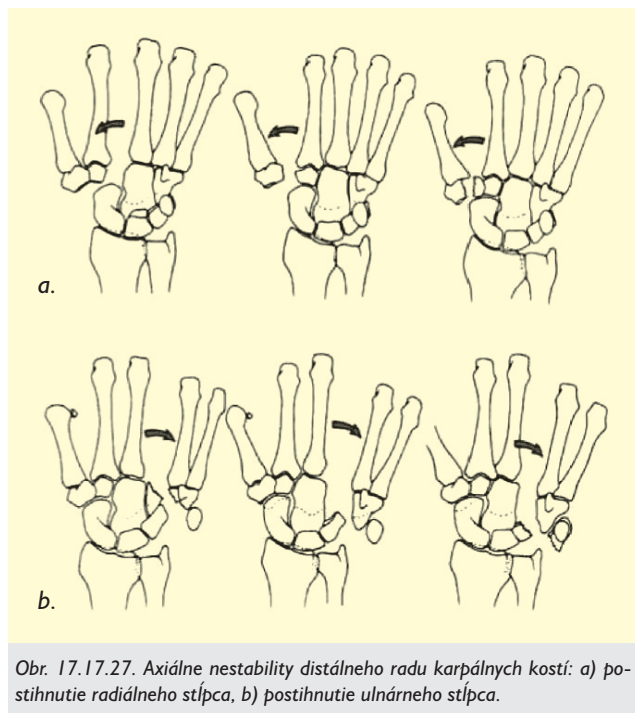 a.
b.
Obr. 17.17.27. Axiálne nestability distálneho radu karpálnych kostí: a) po-
stihnutie radiálneho stĺpca, b) postihnutie ulnárneho stĺpca.